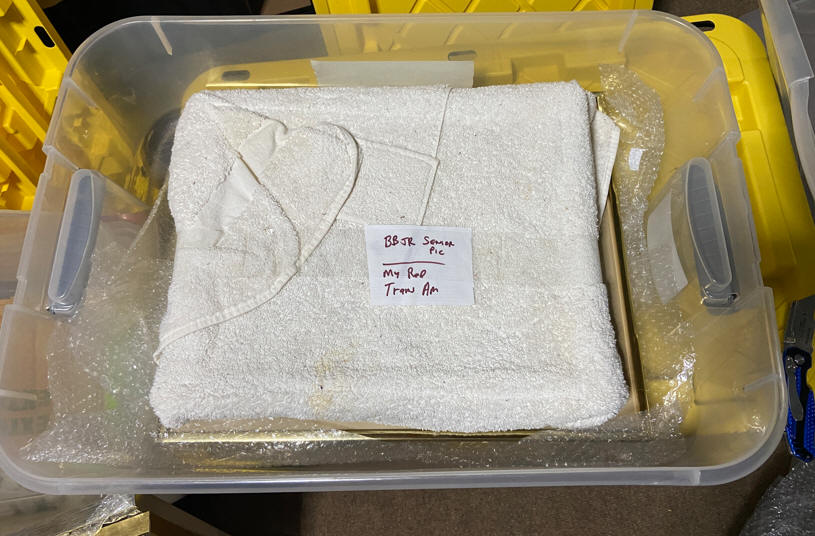 BBJR Senior
Pic
My Red
Trans Am